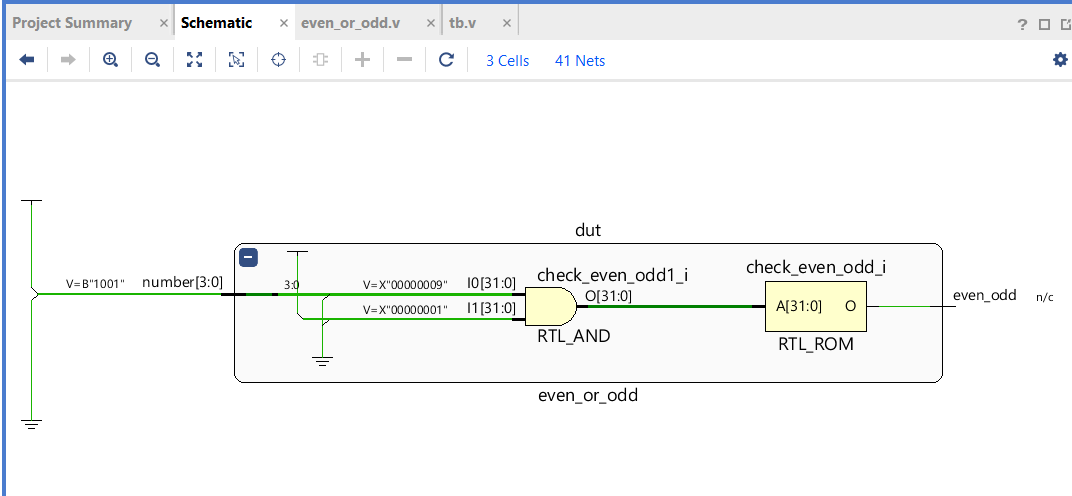 Project Summary × Schematic × even_or_odd.v × tb.v ×
?
3 Cells 41 Nets
dut
check_even_odd_i
check_even_odd1_i
V=B"1001" number[3:0] 3:0 V=X"00000009" I0[31:0] O[31:0] A[31:0] O even_odd n/c
V=X"00000001" I1[31:0]
RTL_AND
RTL_ROM
even_or_odd